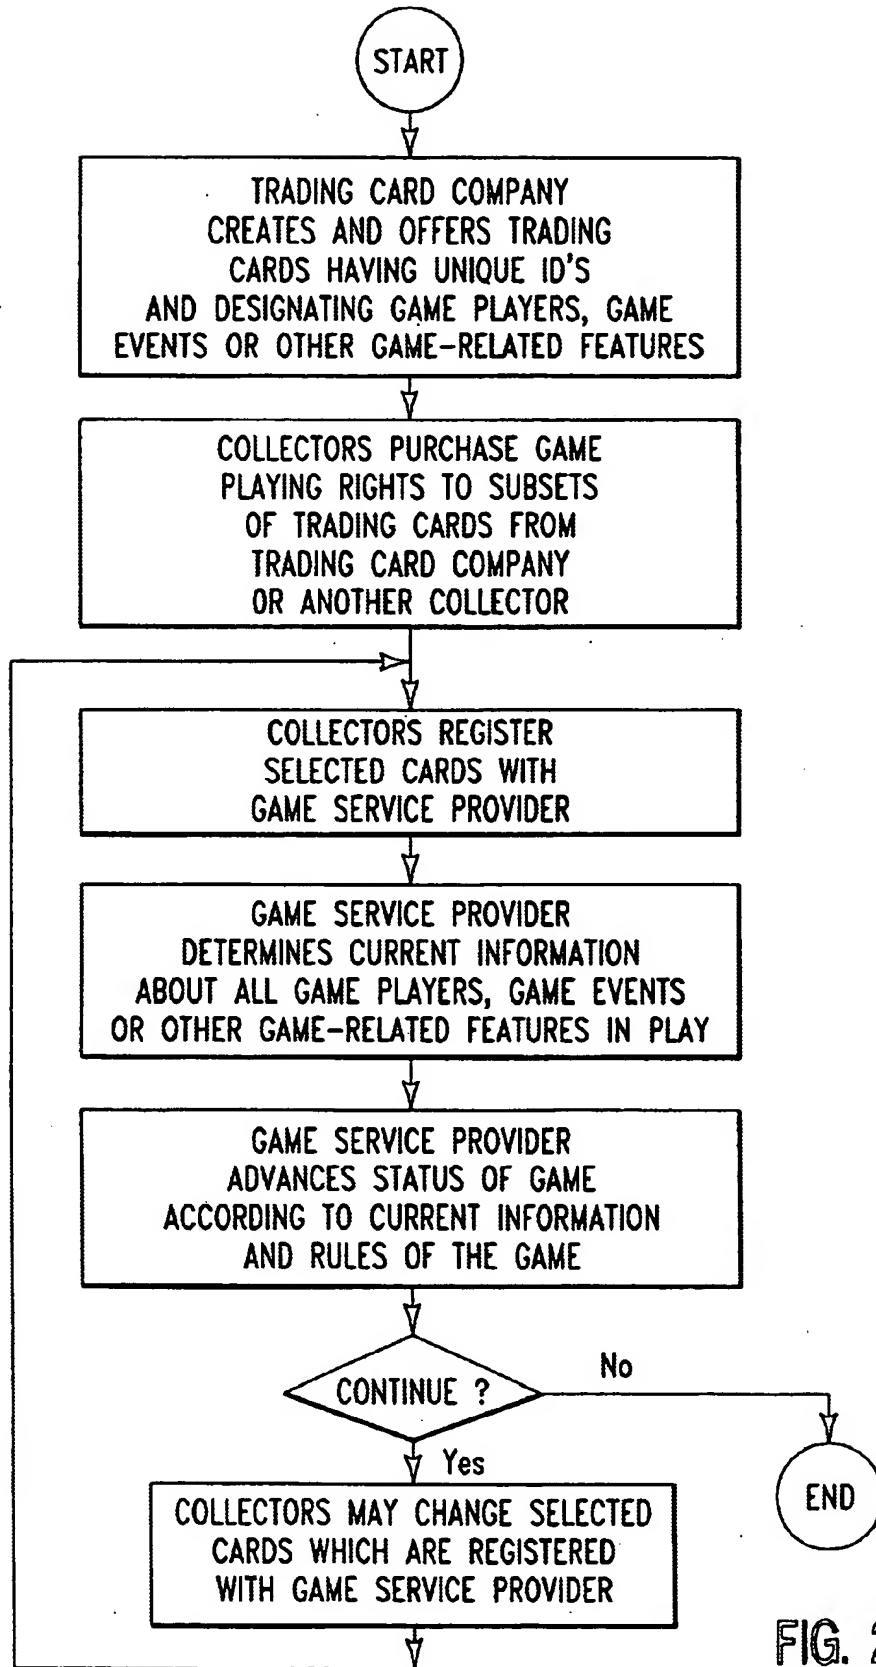 START
TRADING CARD COMPANY
CREATES AND OFFERS TRADING
CARDS HAVING UNIQUE ID'S
AND DESIGNATING GAME PLAYERS, GAME
EVENTS OR OTHER GAME-RELATED FEATURES
COLLECTORS PURCHASE GAME
PLAYING RIGHTS TO SUBSETS
OF TRADING CARDS FROM
TRADING CARD COMPANY
OR ANOTHER COLLECTOR
COLLECTORS REGISTER
SELECTED CARDS WITH
GAME SERVICE PROVIDER
GAME SERVICE PROVIDER
DETERMINES CURRENT INFORMATION
ABOUT ALL GAME PLAYERS, GAME EVENTS
OR OTHER GAME-RELATED FEATURES IN PLAY
GAME SERVICE PROVIDER
ADVANCES STATUS OF GAME
ACCORDING TO CURRENT INFORMATION
AND RULES OF THE GAME
CONTINUE ?
No
Yes
END
COLLECTORS MAY CHANGE SELECTED
CARDS WHICH ARE REGISTERED
WITH GAME SERVICE PROVIDER
FIG. 2